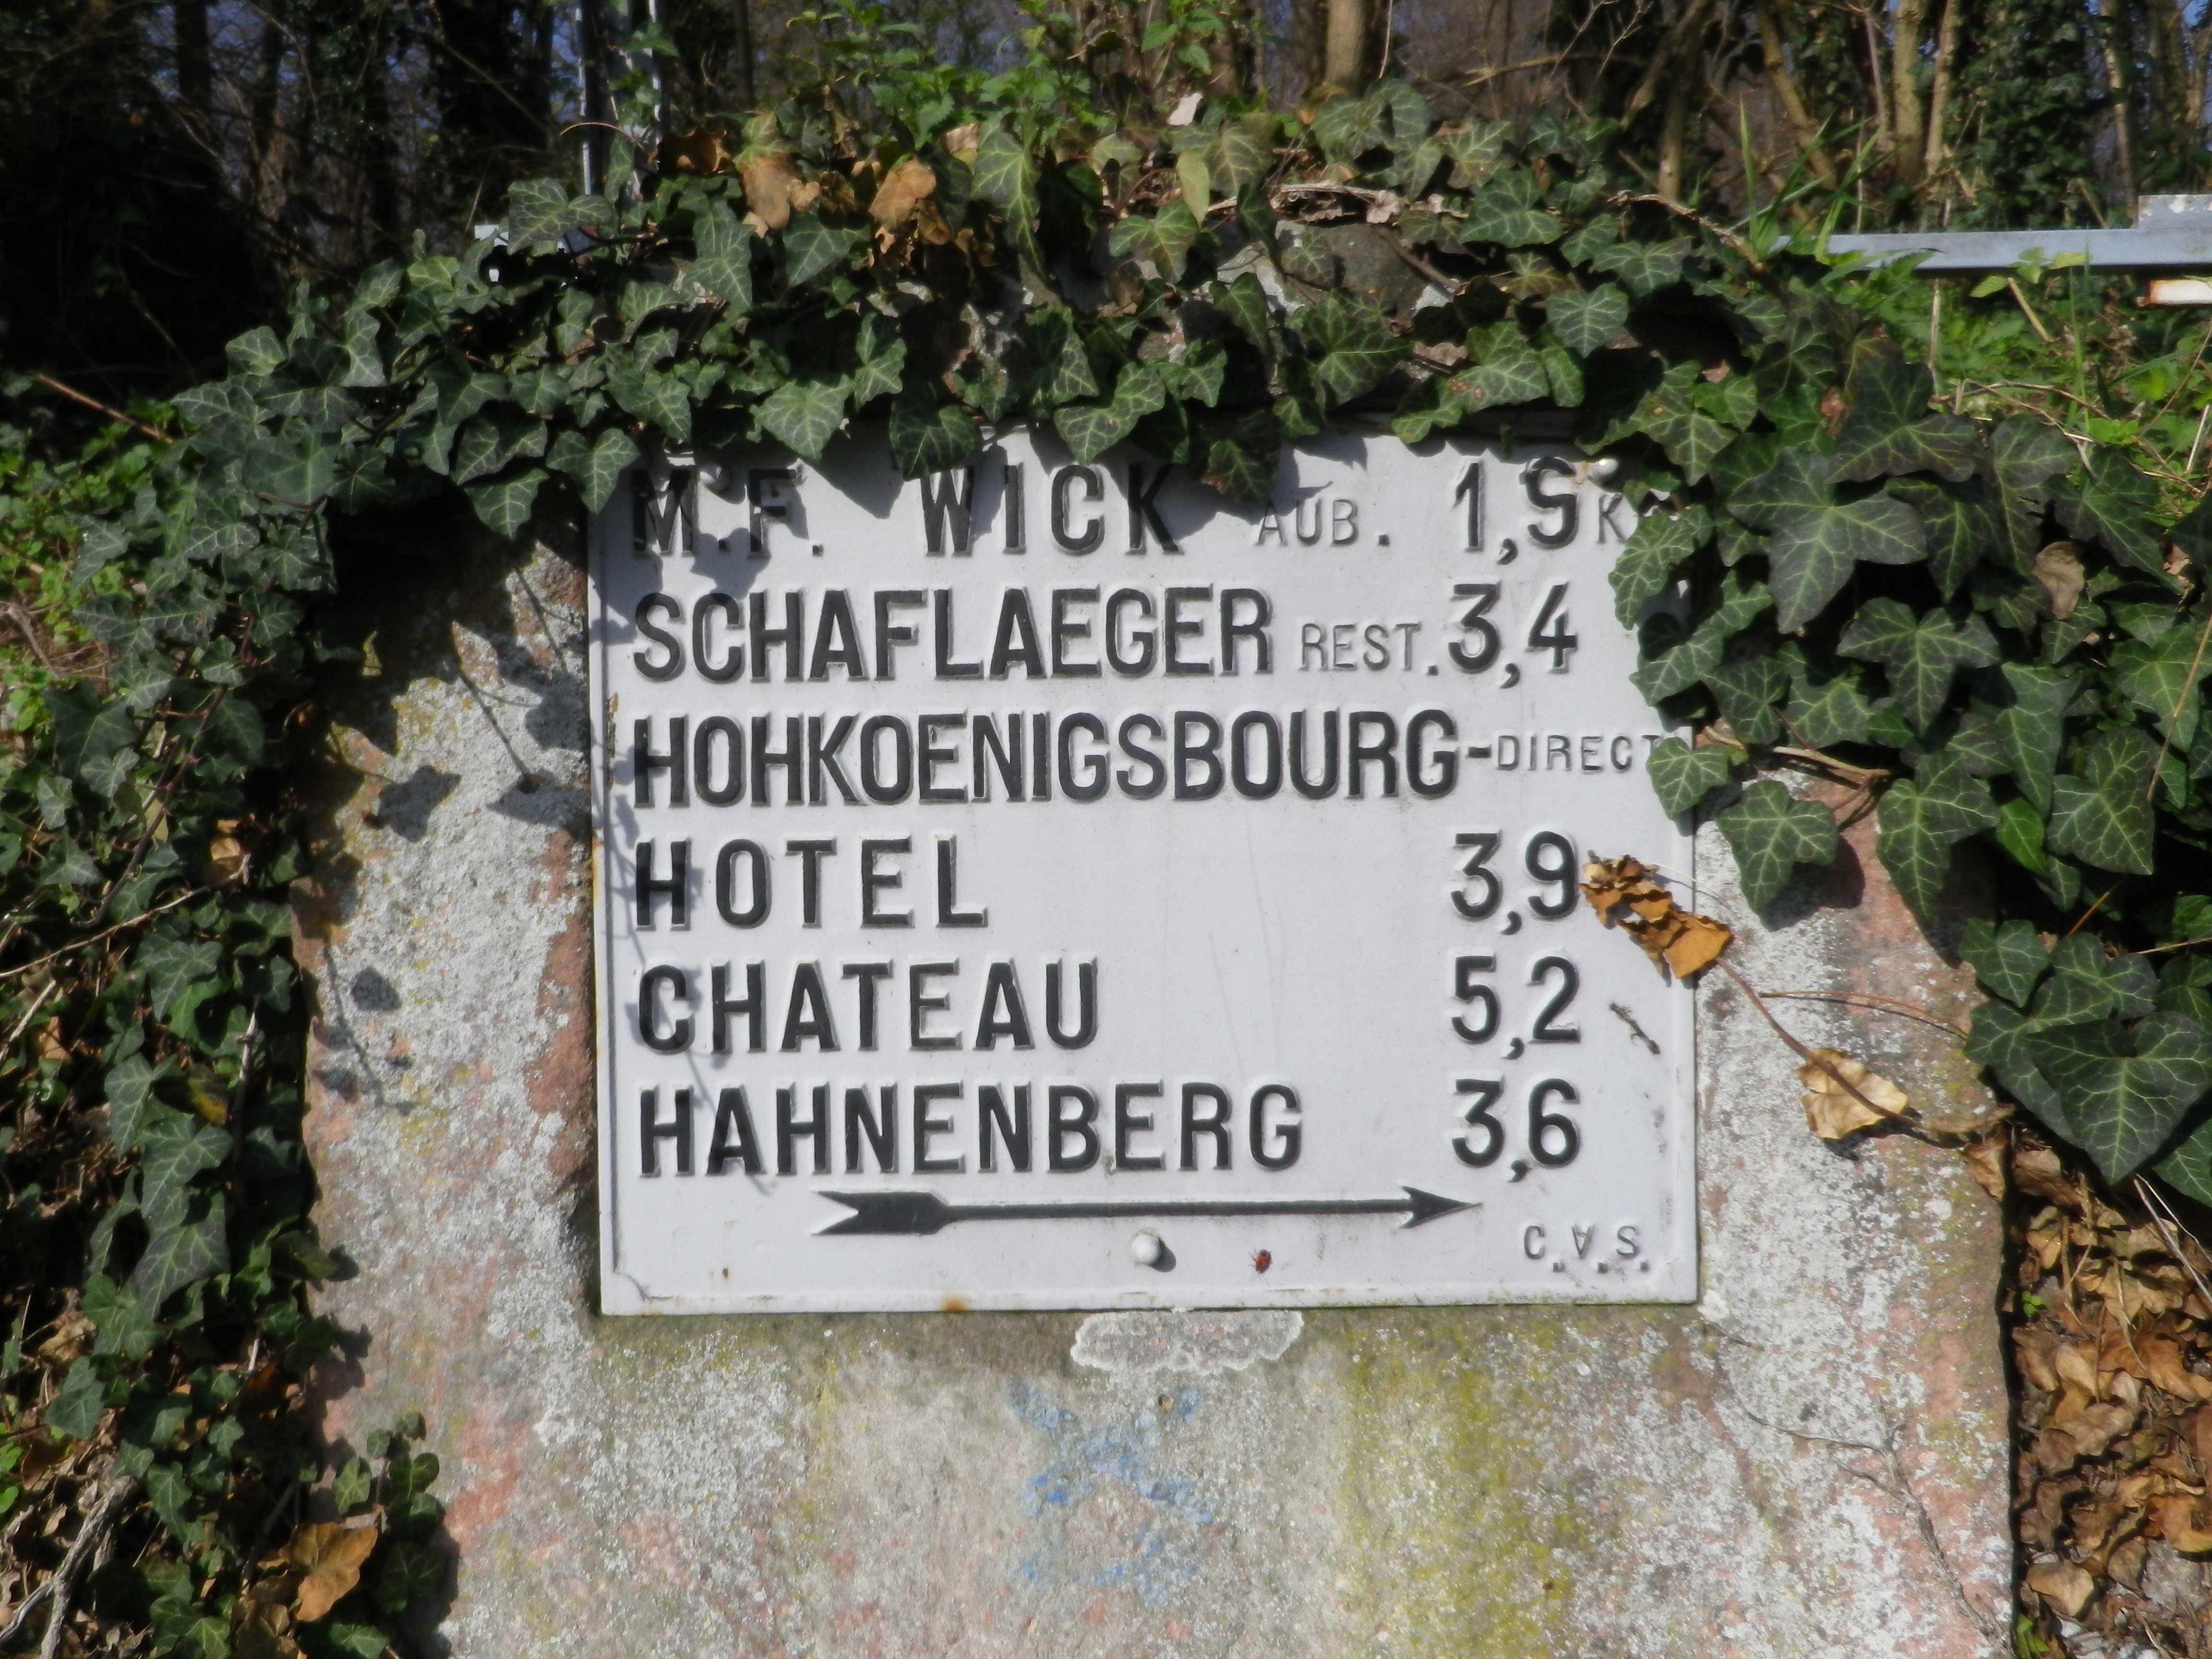 M.F. WICK AUB. 1,9 K
SCHAFLAEGER REST. 3,4
HOHKOENIGSBOURG-DIRECT
HOTEL 3,9
CHATEAU 5,2
HAHNENBERG 3,6
C.V.S.